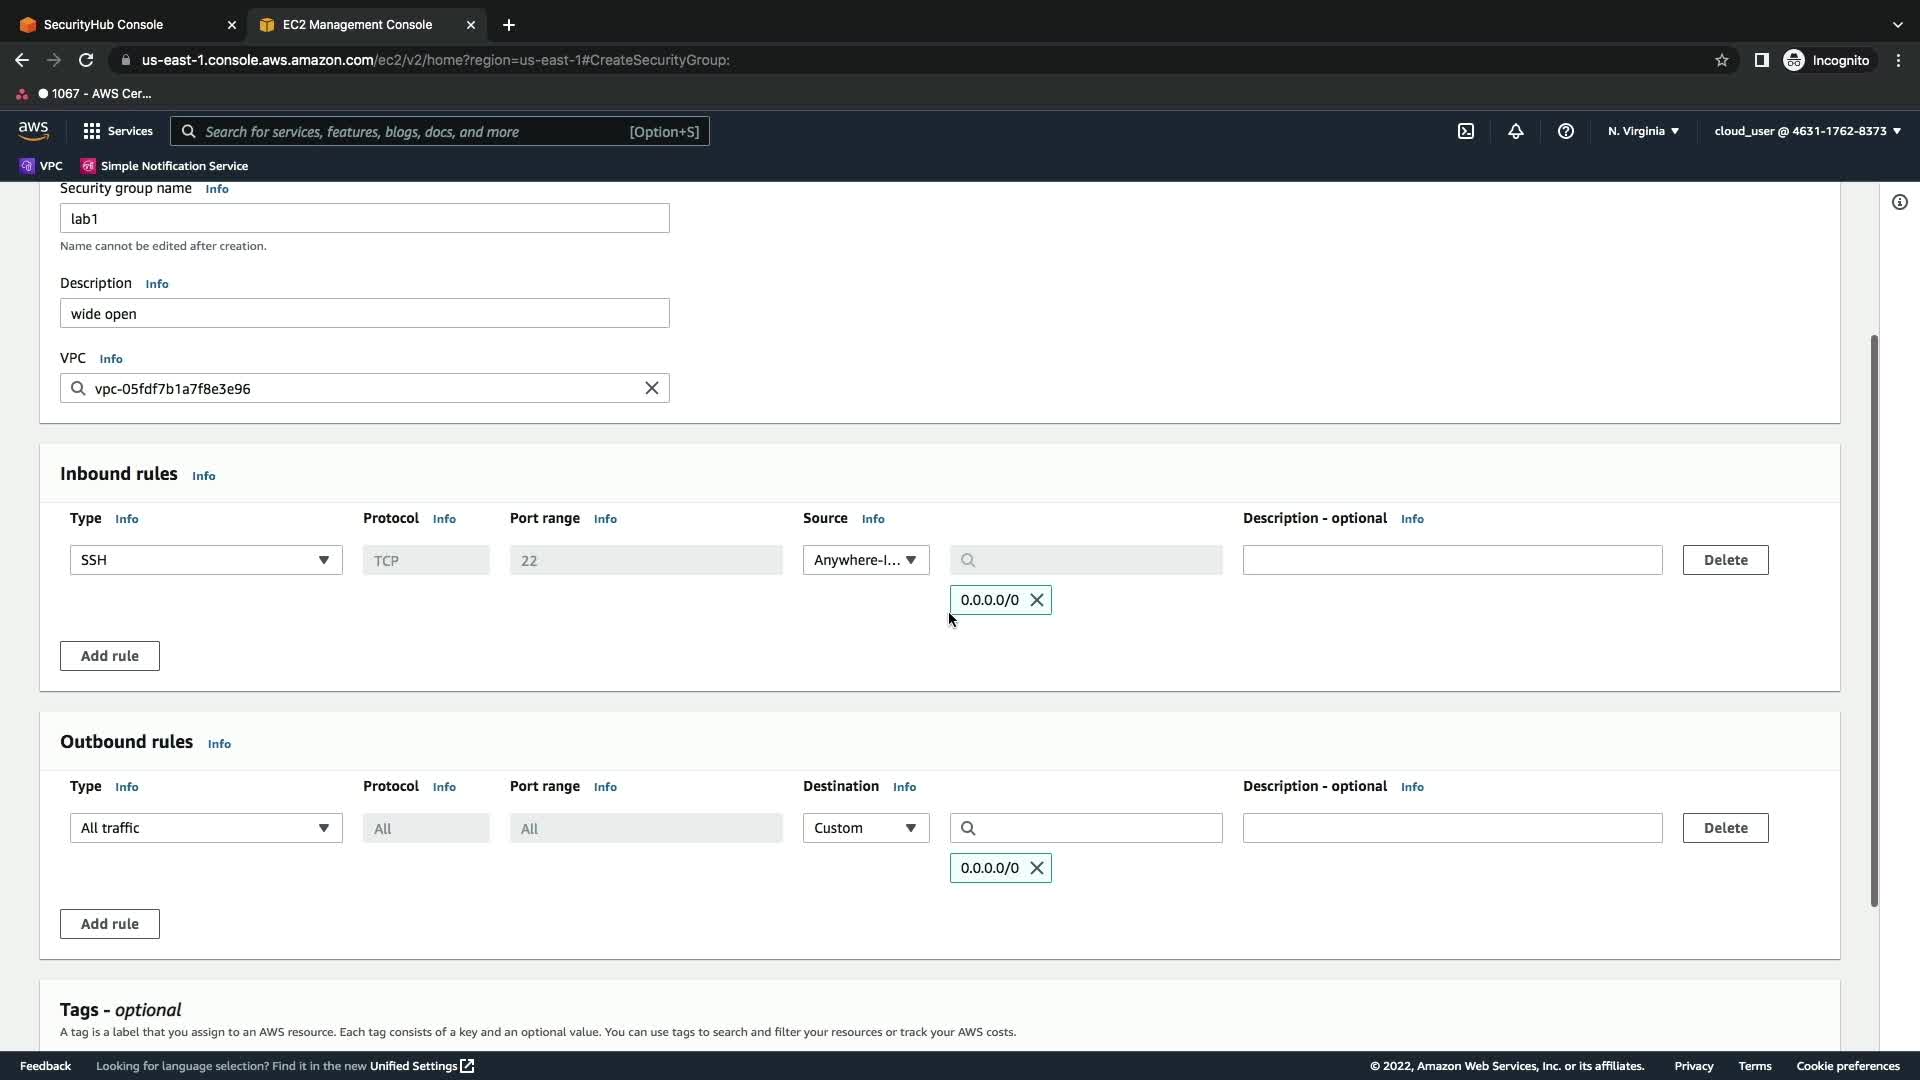 SecurityHub Console
EC2 Management Console
us-east-1.console.aws.amazon.com/ec2/v2/home?region=us-east-1#CreateSecurityGroup:
Incognito
1067 - AWS Cer...
aws
Services
Search for services, features, blogs, docs, and more
[Option+S]
N. Virginia
cloud_user @ 4631-1762-8373
VPC
Simple Notification Service
Security group name Info
lab1
Name cannot be edited after creation.
Description Info
wide open
VPC Info
vpc-05fdf7b1a7f8e3e96
Inbound rules Info
Type Info Protocol Info Port range Info Source Info Description - optional Info
SSH TCP 22 Anywhere-I... Delete
0.0.0.0/0
Add rule
Outbound rules Info
Type Info Protocol Info Port range Info Destination Info Description - optional Info
All traffic All All Custom Delete
0.0.0.0/0
Add rule
Tags - optional
A tag is a label that you assign to an AWS resource. Each tag consists of a key and an optional value. You can use tags to search and filter your resources or track your AWS costs.
Feedback Looking for language selection? Find it in the new Unified Settings © 2022, Amazon Web Services, Inc. or its affiliates. Privacy Terms Cookie preferences